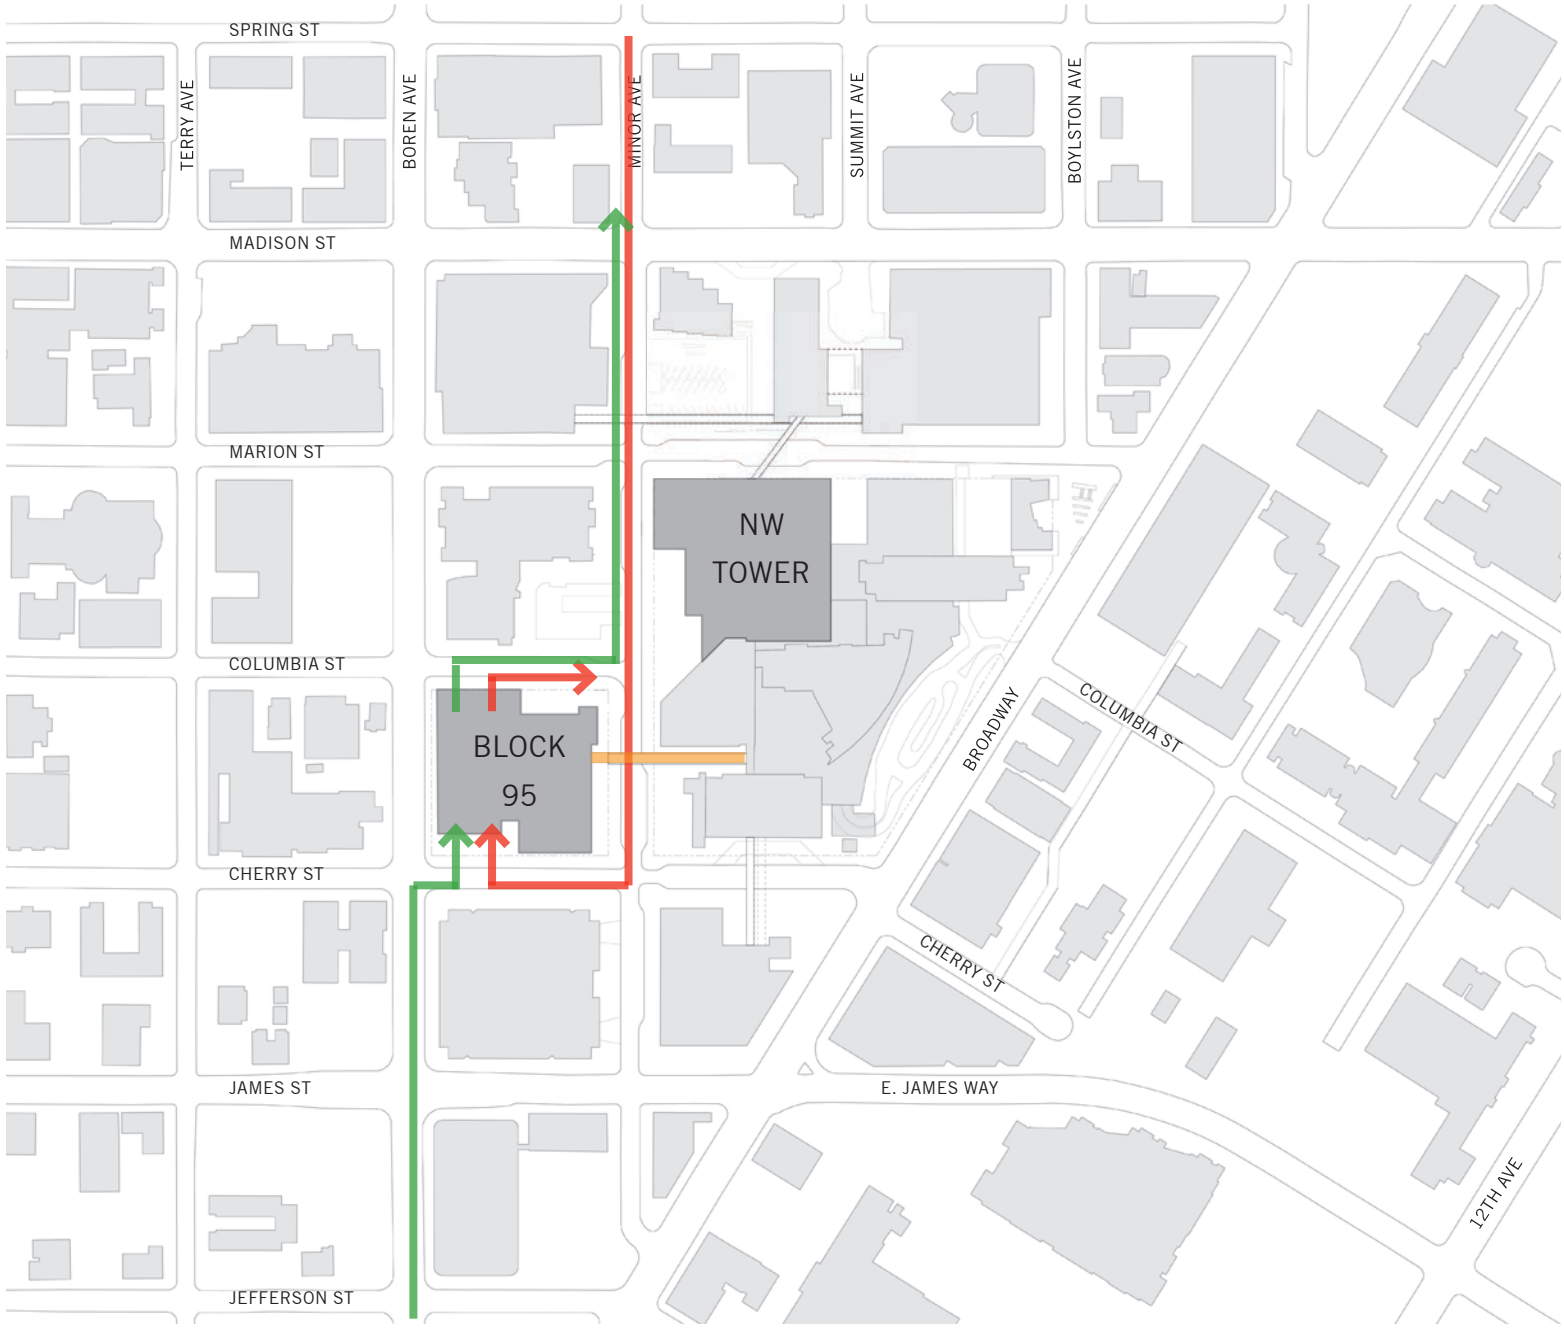 SPRING ST
TERRY AVE
BOREN AVE
MINOR AVE
SUMMIT AVE
BOYLSTON AVE
MADISON ST
MARION ST
NW
TOWER
COLUMBIA ST
COLUMBIA ST
BROADWAY
BLOCK
95
CHERRY ST
CHERRY ST
JAMES ST
E. JAMES WAY
12TH AVE
JEFFERSON ST